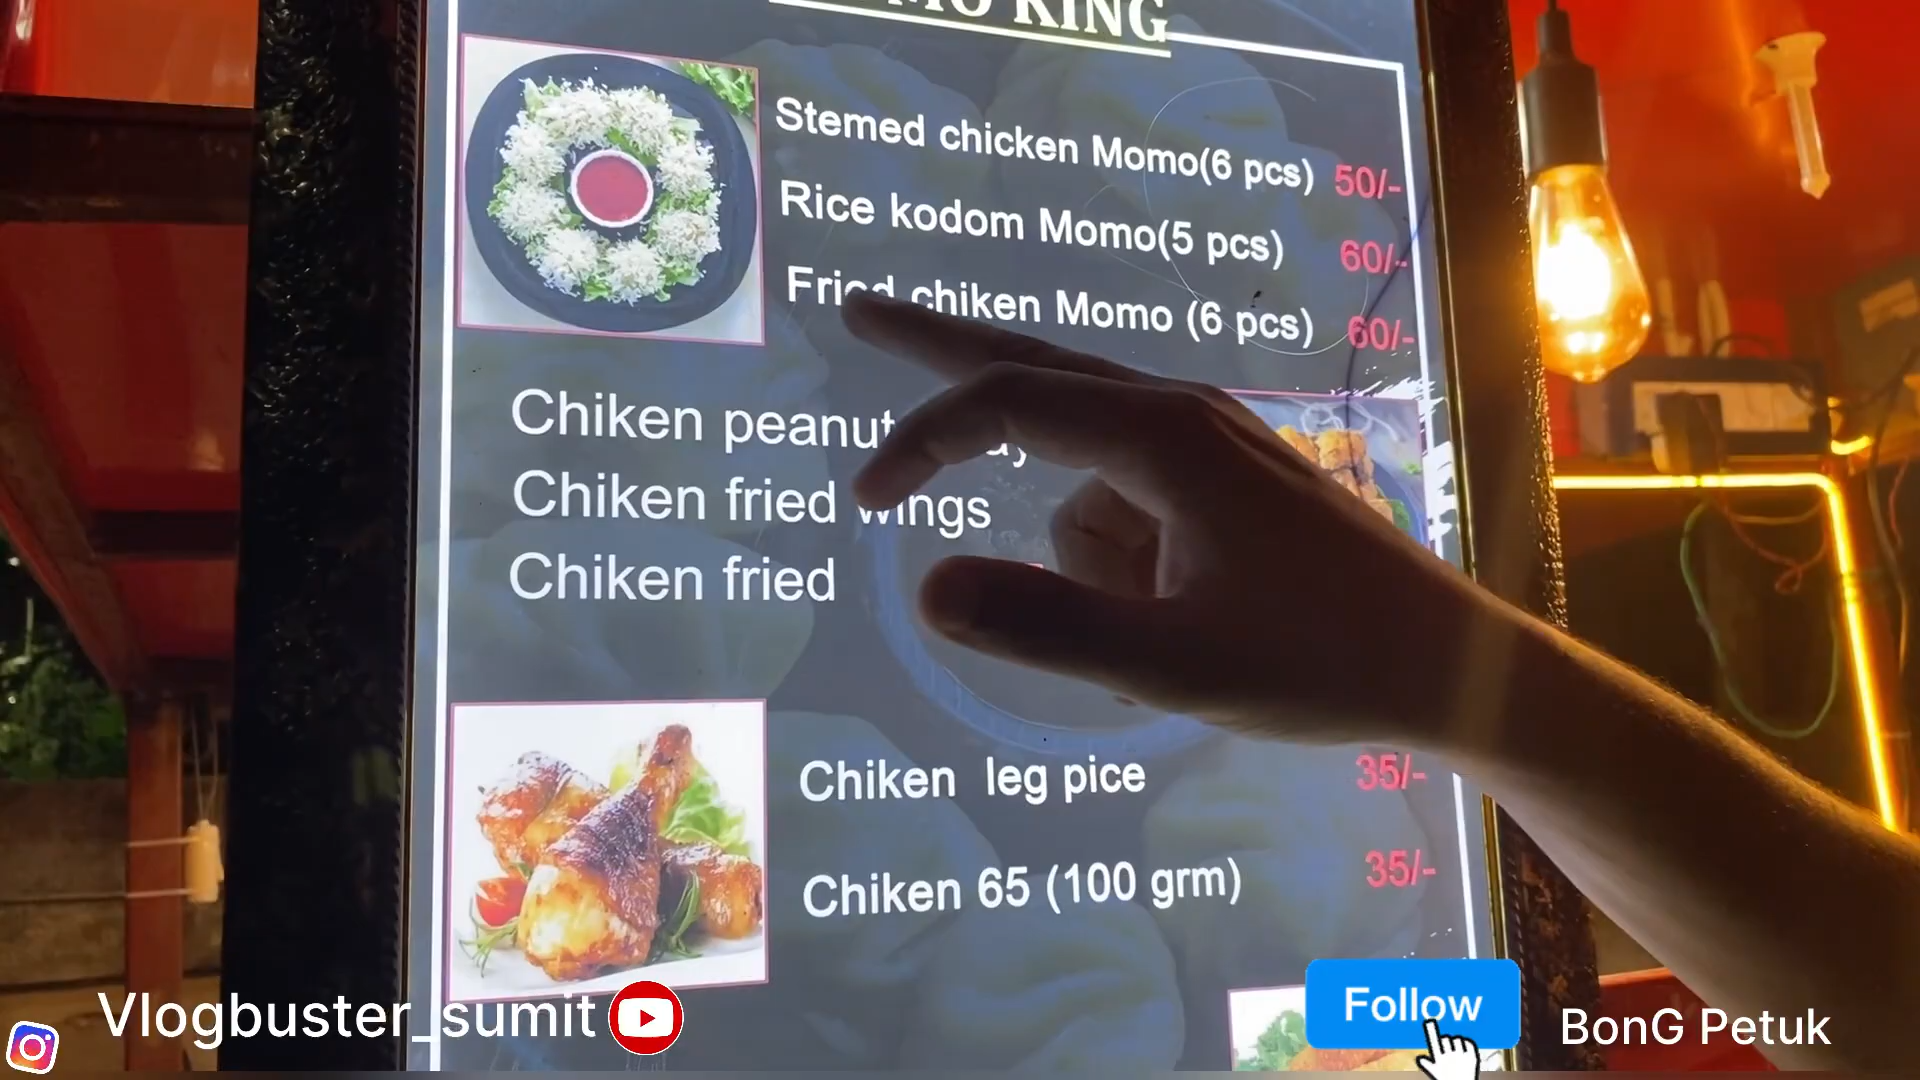 KING
Stemed chicken Momo(6 pcs) 50/-
Rice kodom Momo(5 pcs) 60/-
Fried chiken Momo (6 pcs) 60/-
Chiken peanut
Chiken fried wings
Chiken fried
Chiken leg pice 35/-
Chiken 65 (100 grm) 35/-
Vlogbuster_sumit
Follow
BonG Petuk